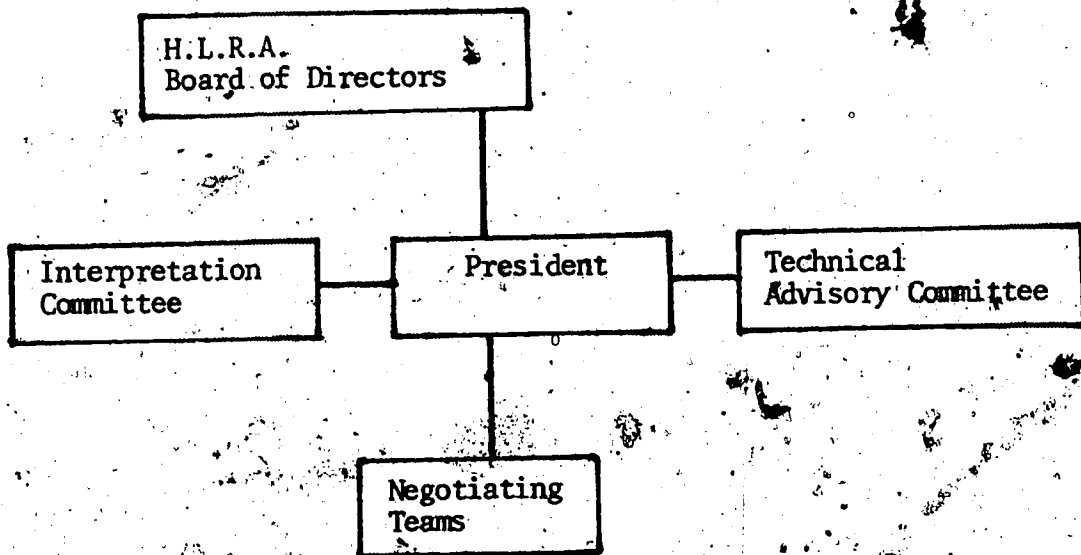 H.L.R.A.
Board of Directors
Interpretation
Committee
President
Technical
Advisory Committee
Negotiating
Teams